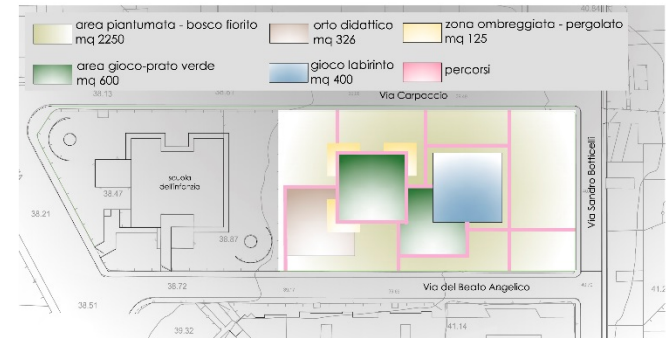 area piantumata - bosco fiorito
mq 2250
orto didattico
mq 326
zona ombreggiata - pergolato
mq 125
area gioco-prato verde
mq 600
gioco labirinto
mq 400
percorsi
38.13
Via Carpaccio
scuola
dell'infanzia
38.47
38.21
38.87
Via Sandro Botticelli
38.72
Via del Beato Angelico
38.51
39.32
41.14